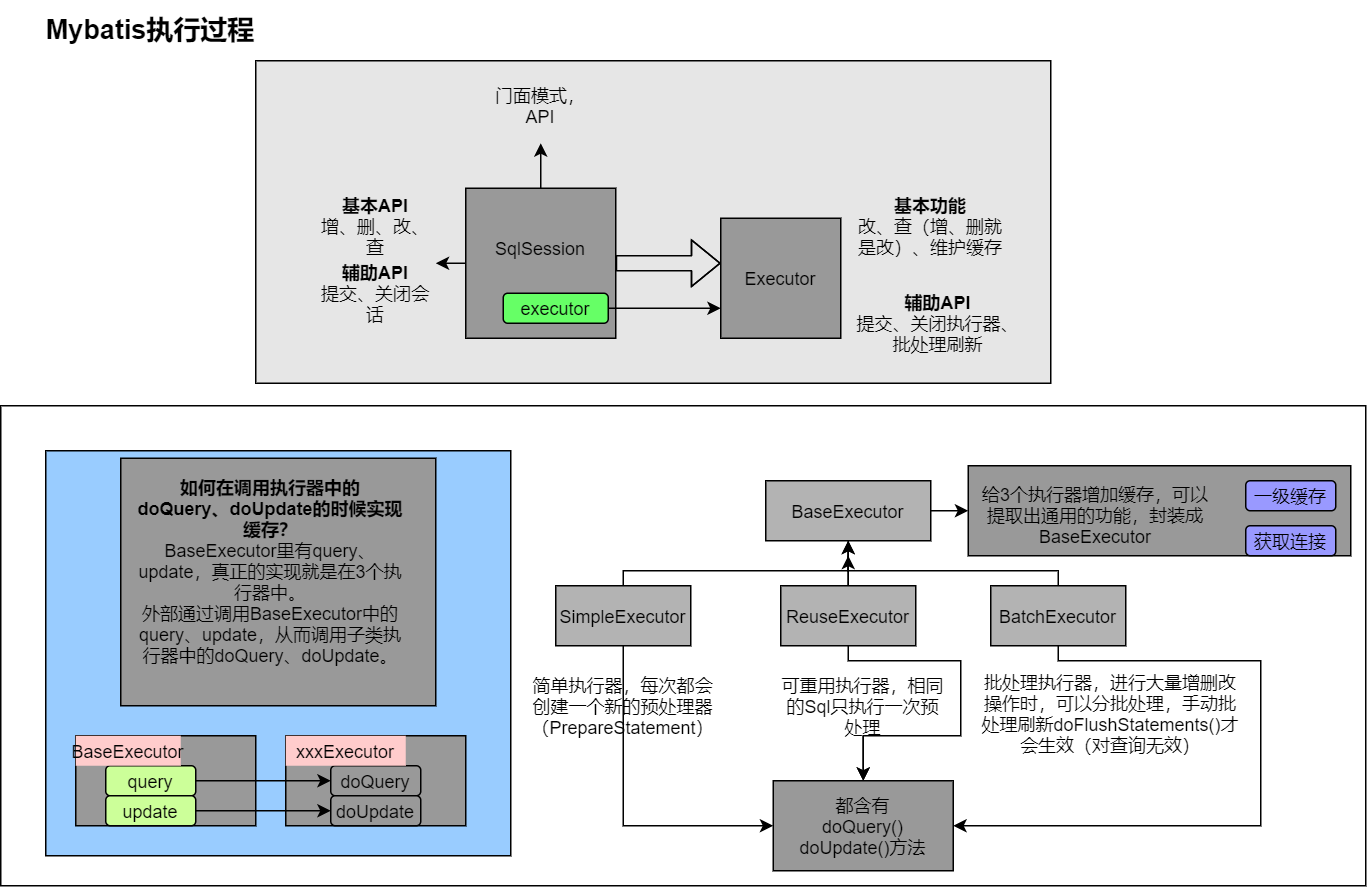 Mybatis执行过程
门面模式，
API
基本API
增、删、改、
查
辅助API
提交、关闭会
话
SqlSession
executor
Executor
基本功能
改、查（增、删就
是改）、维护缓存
辅助API
提交、关闭执行器、
批处理刷新
如何在调用执行器中的
doQuery、doUpdate的时候实现
缓存?
BaseExecutor里有query、
update，真正的实现就是在3个执
行器中。
外部通过调用BaseExecutor中的
query、update，从而调用子类执
行器中的doQuery、doUpdate。
BaseExecutor
query
update
xxxExecutor
doQuery
doUpdate
BaseExecutor
给3个执行器增加缓存，可以
提取出通用的功能，封装成
BaseExecutor
一级缓存
获取连接
SimpleExecutor
ReuseExecutor
BatchExecutor
简单执行器，每次都会
创建一个新的预处理器
（PrepareStatement）
可重用执行器，相同
的Sql只执行一次预
处理
批处理执行器，进行大量增删改
操作时，可以分批处理，手动批
处理刷新doFlushStatements()才
会生效（对查询无效）
都含有
doQuery()
doUpdate()方法